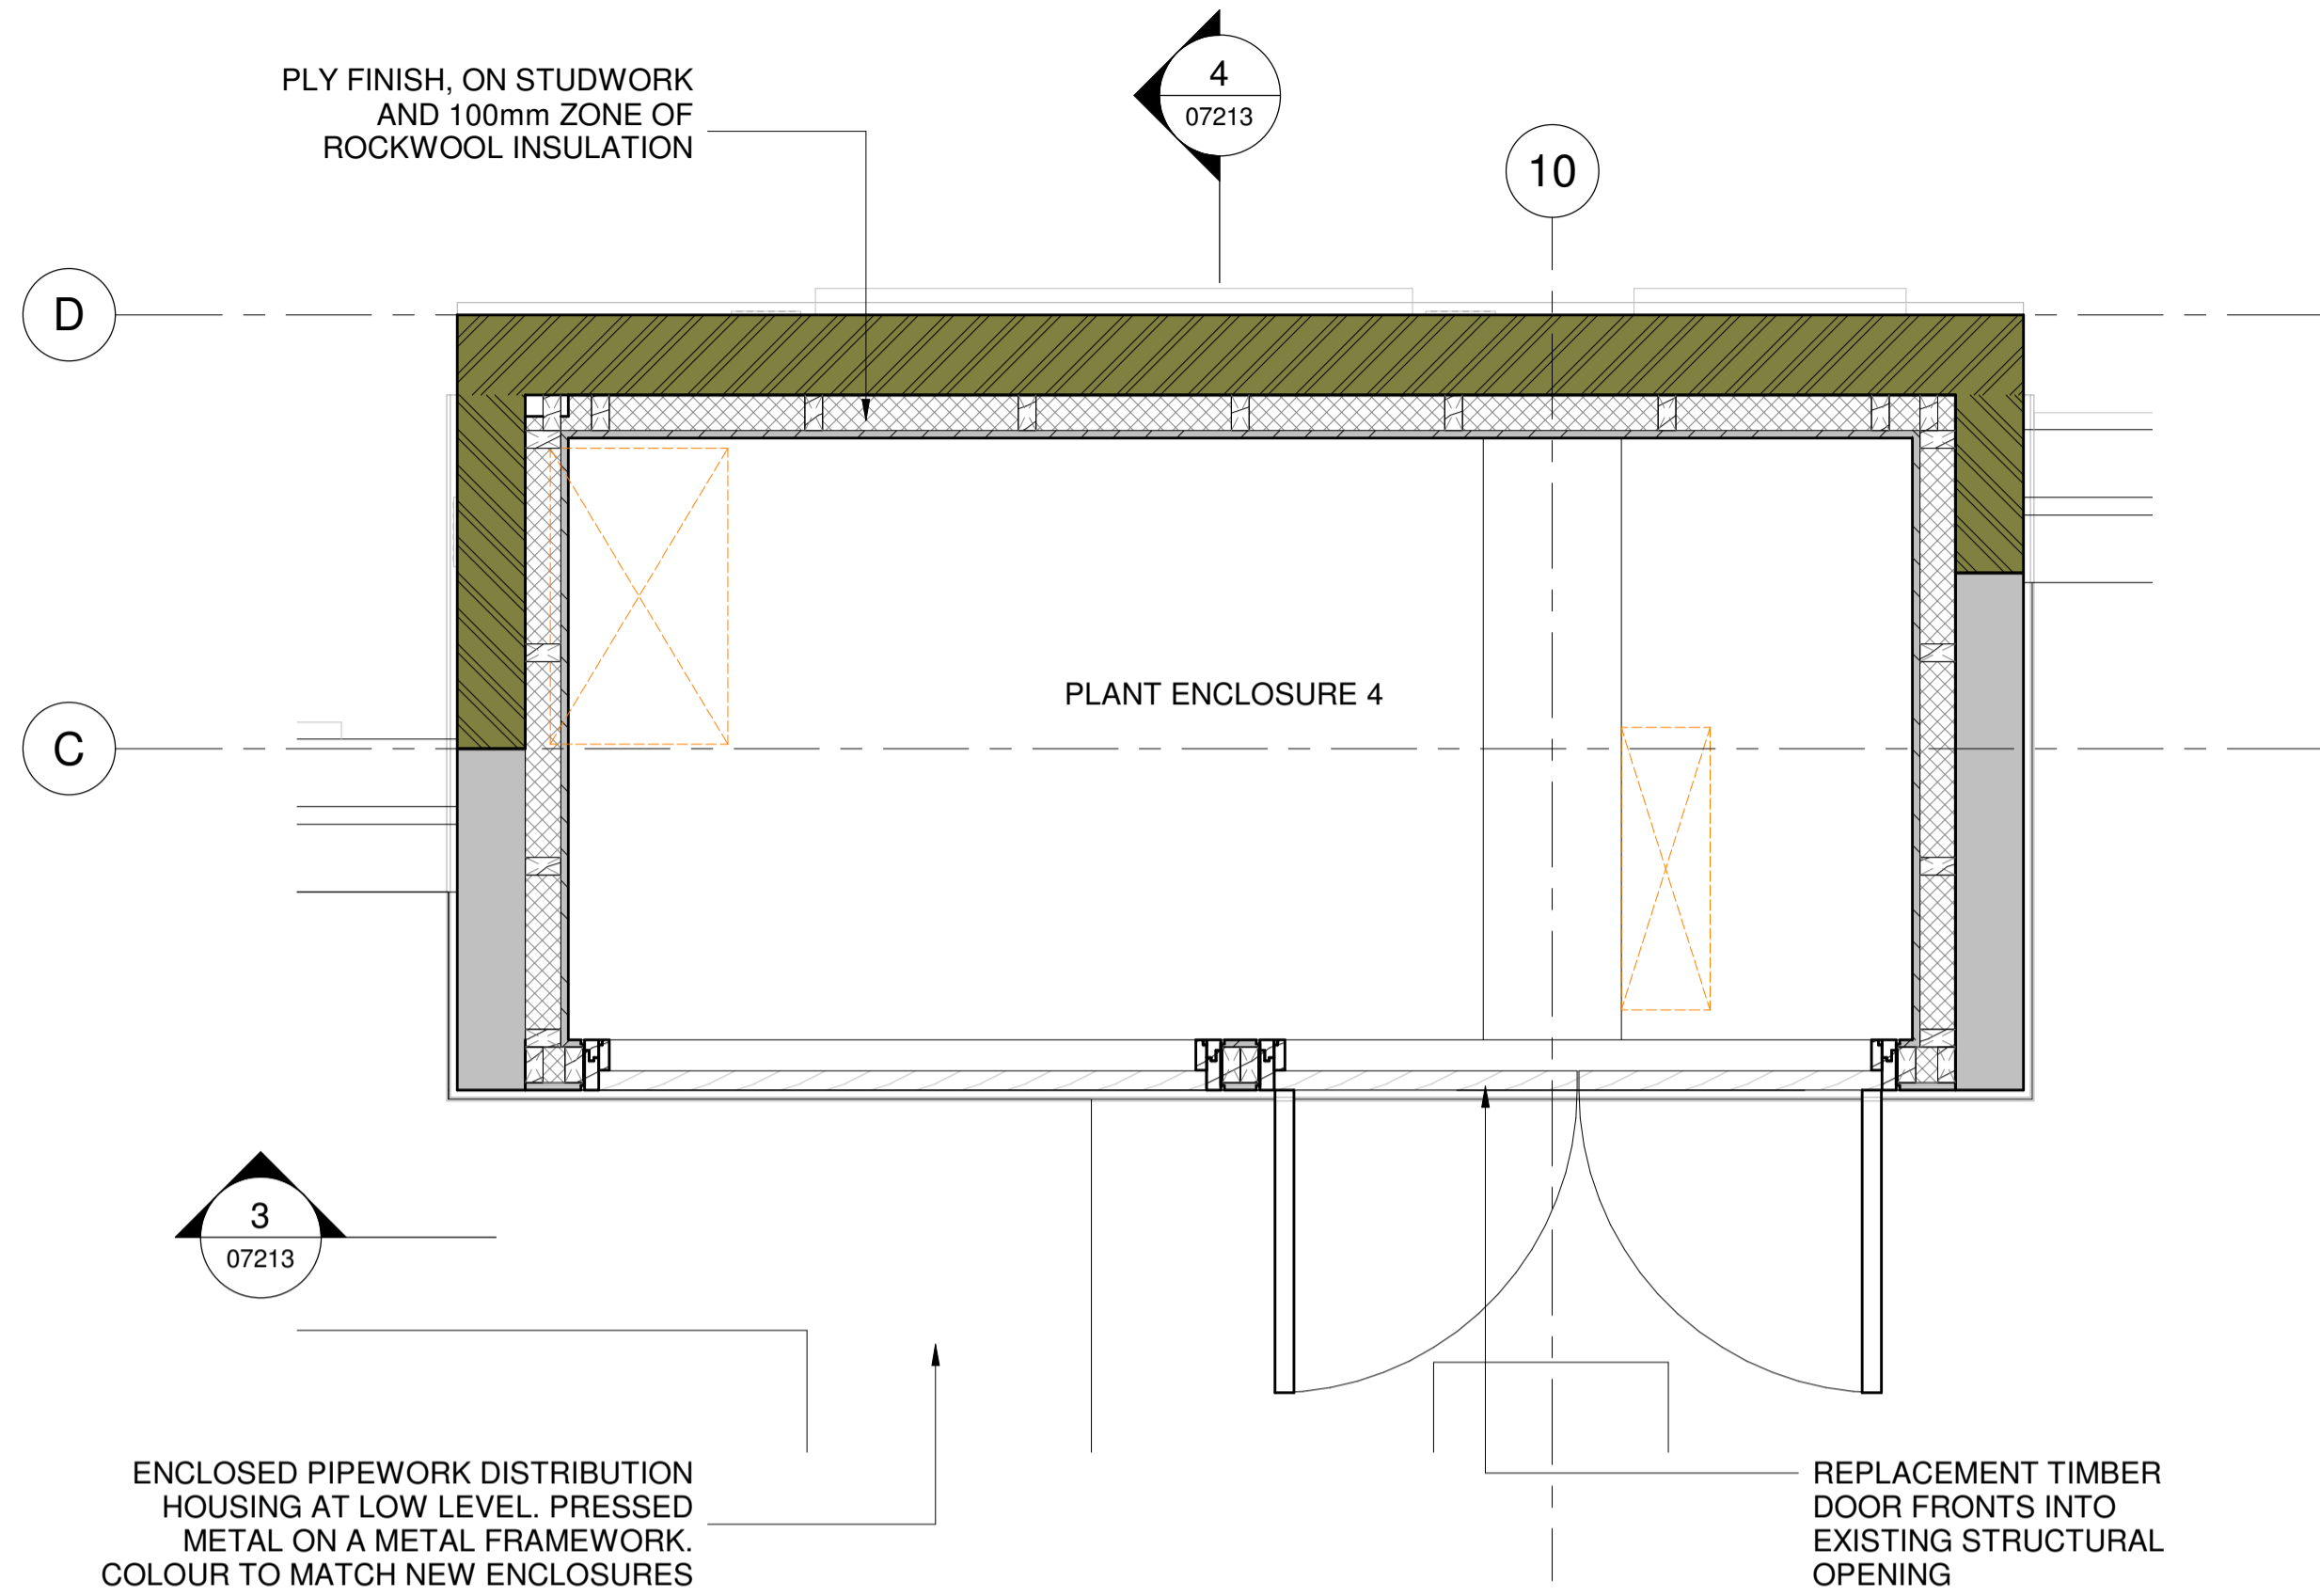 PLY FINISH, ON STUDWORK
AND 100mm ZONE OF
ROCKWOOL INSULATION
4
07213
10
D
PLANT ENCLOSURE 4
C
3
07213
ENCLOSED PIPEWORK DISTRIBUTION
HOUSING AT LOW LEVEL. PRESSED
METAL ON A METAL FRAMEWORK.
COLOUR TO MATCH NEW ENCLOSURES
REPLACEMENT TIMBER
DOOR FRONTS INTO
EXISTING STRUCTURAL
OPENING